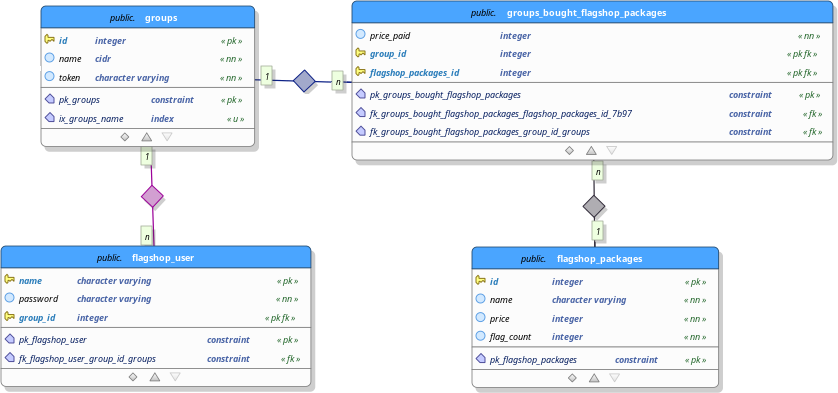 public. groups
id integer « pk »
name cidr « nn »
token character varying « nn »
pk_groups constraint « pk »
ix_groups_name index « u »
1
n
public. groups_bought_flagshop_packages
price_paid integer « nn »
group_id integer « pk fk »
flagshop_packages_id integer « pk fk »
pk_groups_bought_flagshop_packages constraint « pk »
fk_groups_bought_flagshop_packages_flagshop_packages_id_7b97 constraint « fk »
fk_groups_bought_flagshop_packages_group_id_groups constraint « fk »
1
n
n
1
public. flagshop_user
name character varying « pk »
password character varying « nn »
group_id integer « pk fk »
pk_flagshop_user constraint « pk »
fk_flagshop_user_group_id_groups constraint « fk »
public. flagshop_packages
id integer « pk »
name character varying « nn »
price integer « nn »
flag_count integer « nn »
pk_flagshop_packages constraint « pk »